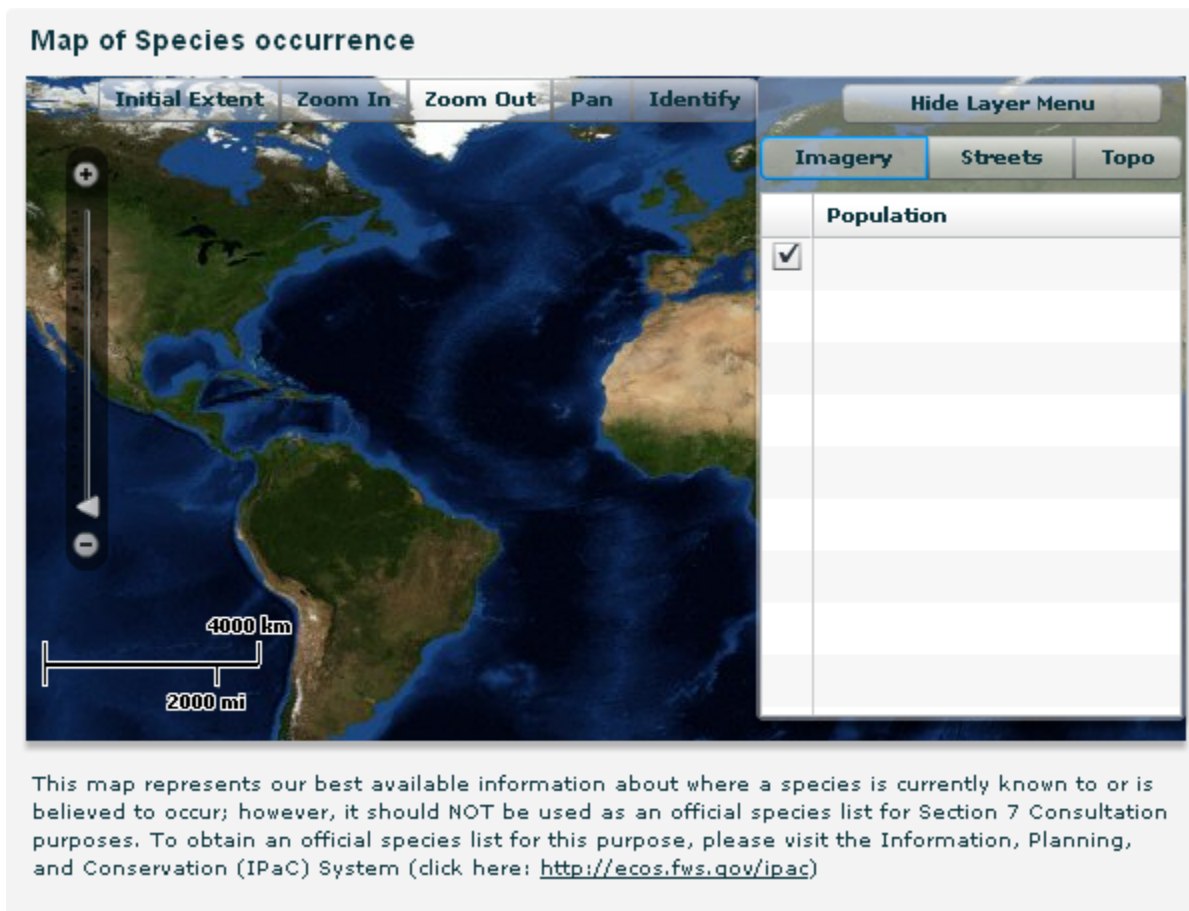 Map of Species occurrence
Initial Extent Zoom In Zoom Out Pan Identify
Hide Layer Menu
Imagery Streets Topo
Population
4000 km
2000 mi
This map represents our best available information about where a species is currently known to or is
believed to occur; however, it should NOT be used as an official species list for Section 7 Consultation
purposes. To obtain an official species list for this purpose, please visit the Information, Planning,
and Conservation (IPaC) System (click here: http://ecos.fws.gov/ipac)